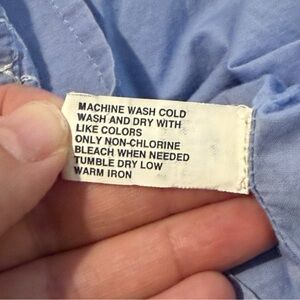 MACHINE WASH COLD
WASH AND DRY WITH
LIKE COLORS
ONLY NON-CHLORINE
BLEACH WHEN NEEDED
TUMBLE DRY LOW
WARM IRON